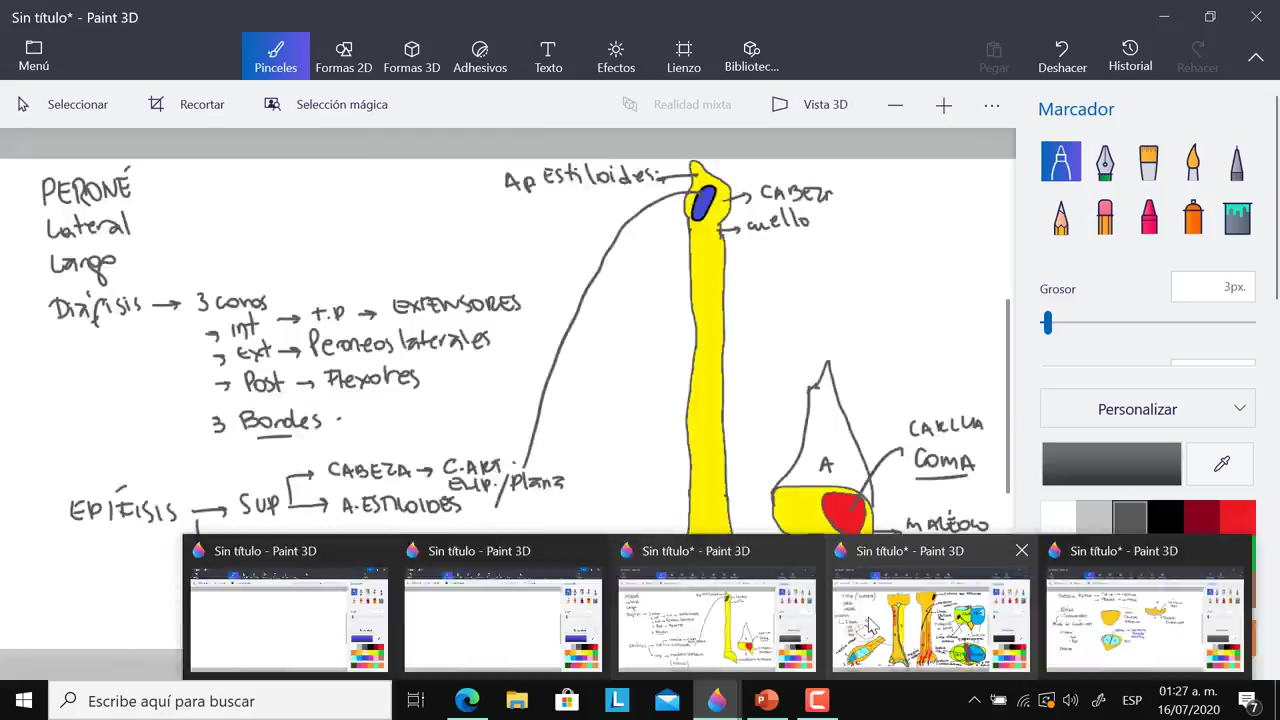 Sin título* - Paint 3D
Menú
Pinceles
Formas 2D
Formas 3D
Adhesivos
Texto
Efectos
Lienzo
Bibliotec...
Pegar
Deshacer
Historial
Rehacer
Seleccionar
Recortar
Selección mágica
Realidad mixta
Vista 3D
Marcador
Grosor
3px.
Personalizar
PERONÉ
Lateral
Largo
Diáfisis → 3 caras
→ Int → T.P → EXTENSORES
→ Ext → Peroneos laterales
→ Post → Flexores
3 Bordes
EPÍFISIS → SUP
CABEZA → C.ART.
ELIP./Plana
A.ESTILOIDES
Ap Estiloides
CABEZA
cuello
A
CARILLA
COMA
MALÉOLO
Sin título - Paint 3D
Sin título - Paint 3D
Sin título* - Paint 3D
Sin título* - Paint 3D
Sin título* - Paint 3D
Escribe aquí para buscar
ESP
01:27 a. m.
16/07/2020
7